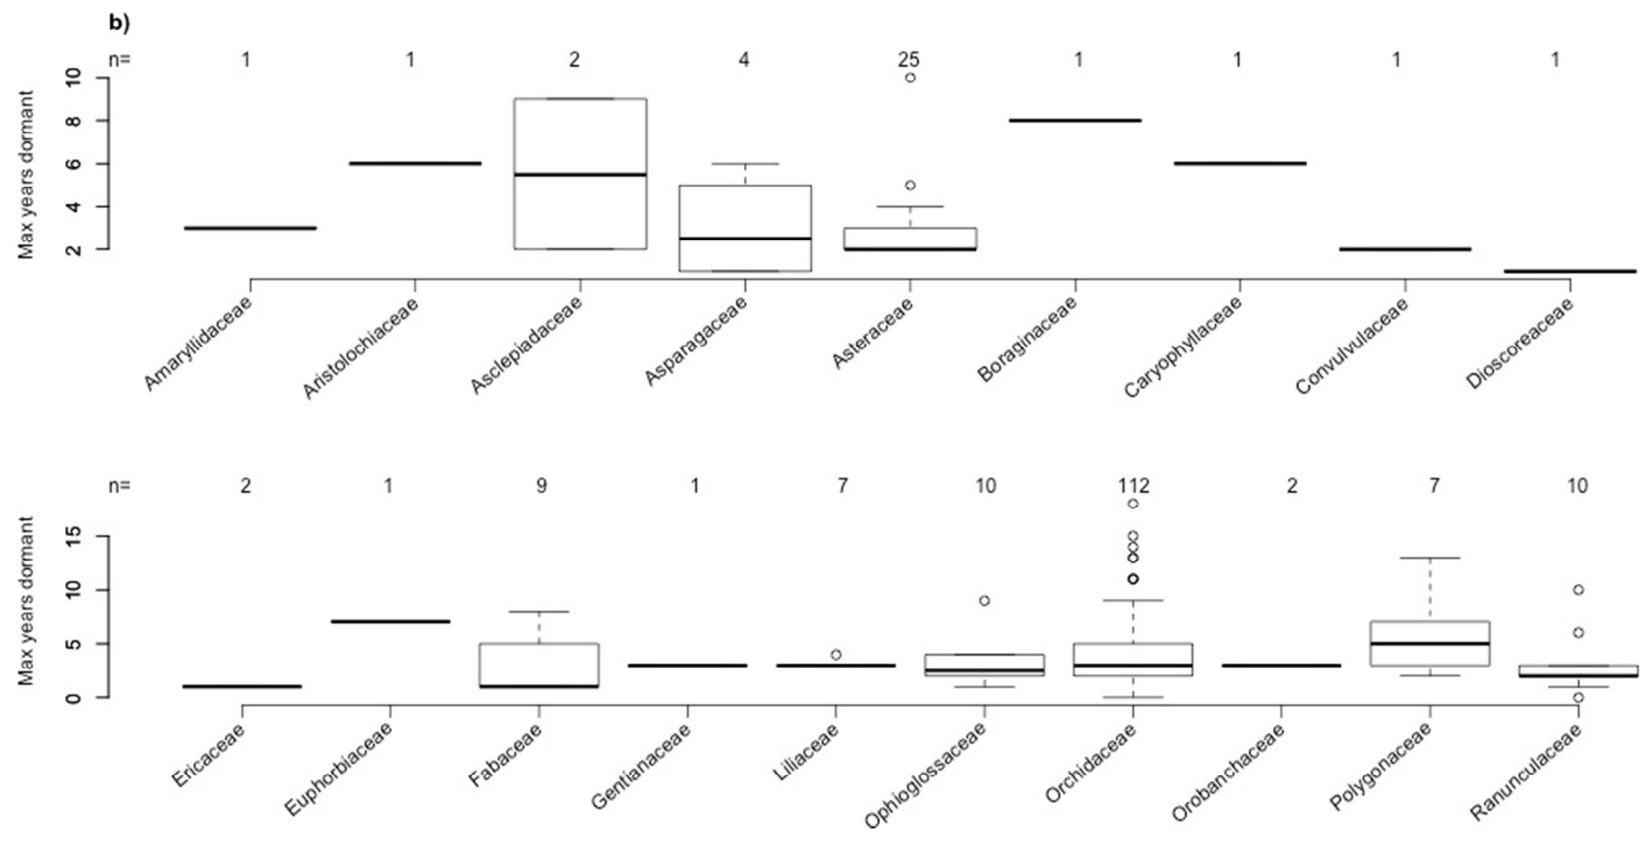 b)
n= 1 1 2 4 25 1 1 1 1
Max years dormant
10
8
6
4
2
Amaryllidaceae Aristolochiaceae Asclepiadaceae Asparagaceae Asteraceae Boraginaceae Caryophyllaceae Convulvulaceae Dioscoreaceae
n= 2 1 9 1 7 10 112 2 7 10
Max years dormant
15
10
5
0
Ericaceae Euphorbiaceae Fabaceae Gentianaceae Liliaceae Ophioglossaceae Orchidaceae Orobanchaceae Polygonaceae Ranunculaceae